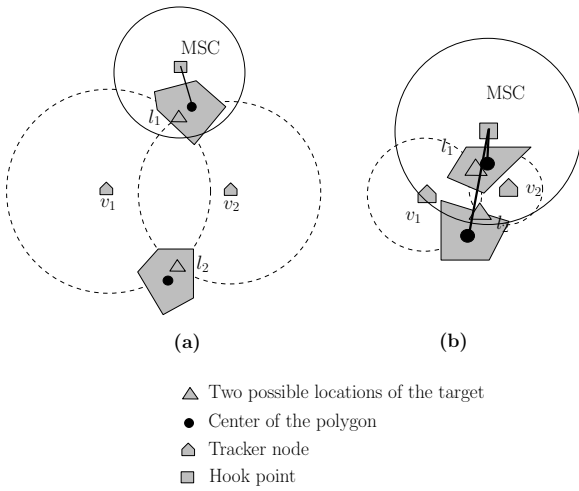 MSC
l1
v1
v2
l2
(a)
MSC
l1
v1
v2
l2
(b)
Two possible locations of the target
Center of the polygon
Tracker node
Hook point